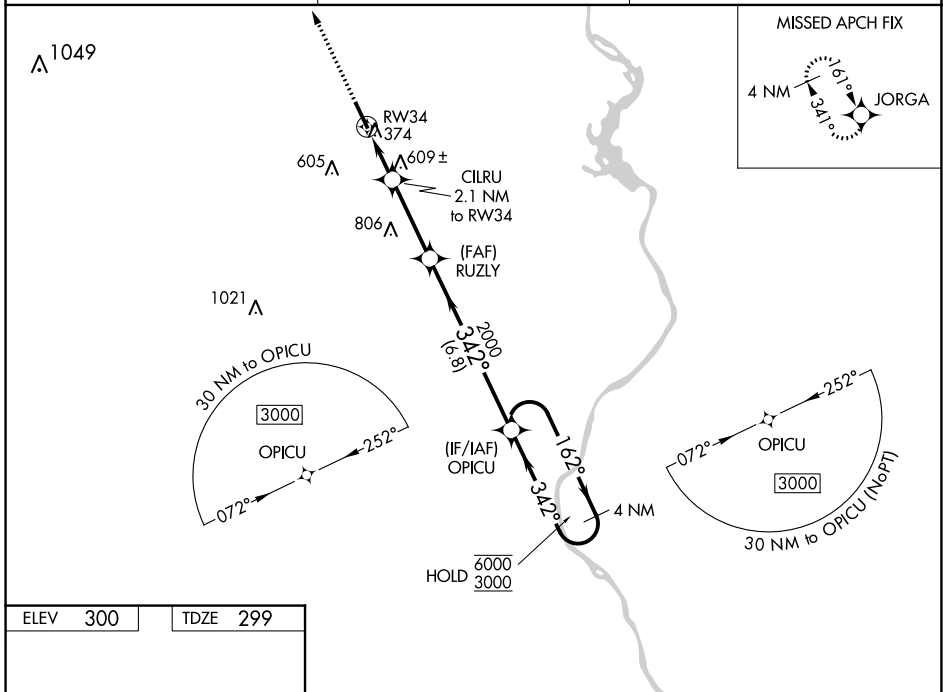 1049
MISSED APCH FIX
4 NM
161°
341°
JORGA
RW34
374
605
609 ±
CILRU
2.1 NM
to RW34
806
(FAF)
RUZLY
1021
2000
342°
(6.8)
30 NM to OPICU
3000
OPICU
072°
252°
(IF/IAF)
OPICU
162°
342°
4 NM
HOLD 6000
3000
072°
252°
OPICU
3000
30 NM to OPICU (NoPT)
ELEV 300
TDZE 299